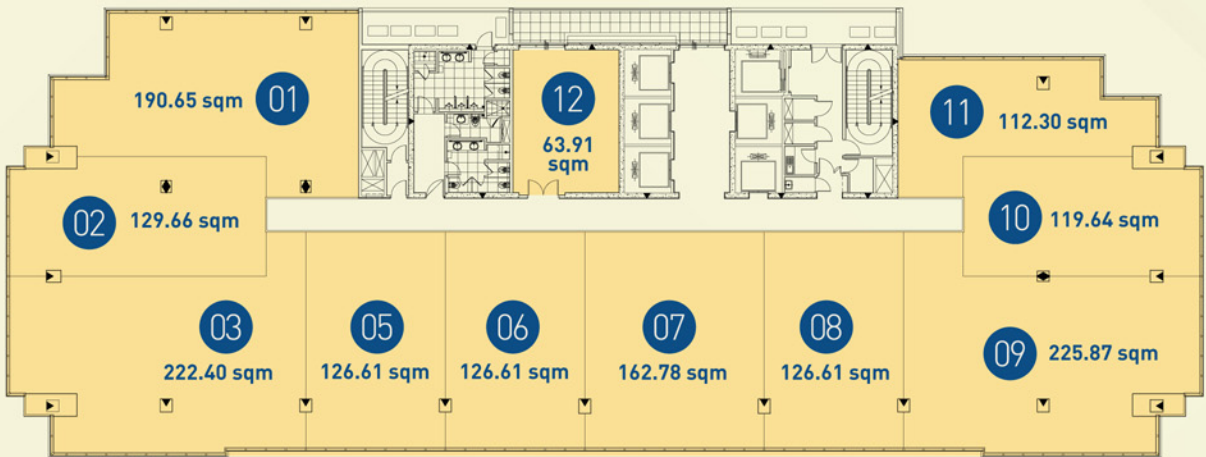 190.65 sqm
01
12
63.91
sqm
11
112.30 sqm
02
129.66 sqm
10
119.64 sqm
03
222.40 sqm
05
126.61 sqm
06
126.61 sqm
07
162.78 sqm
08
126.61 sqm
09
225.87 sqm